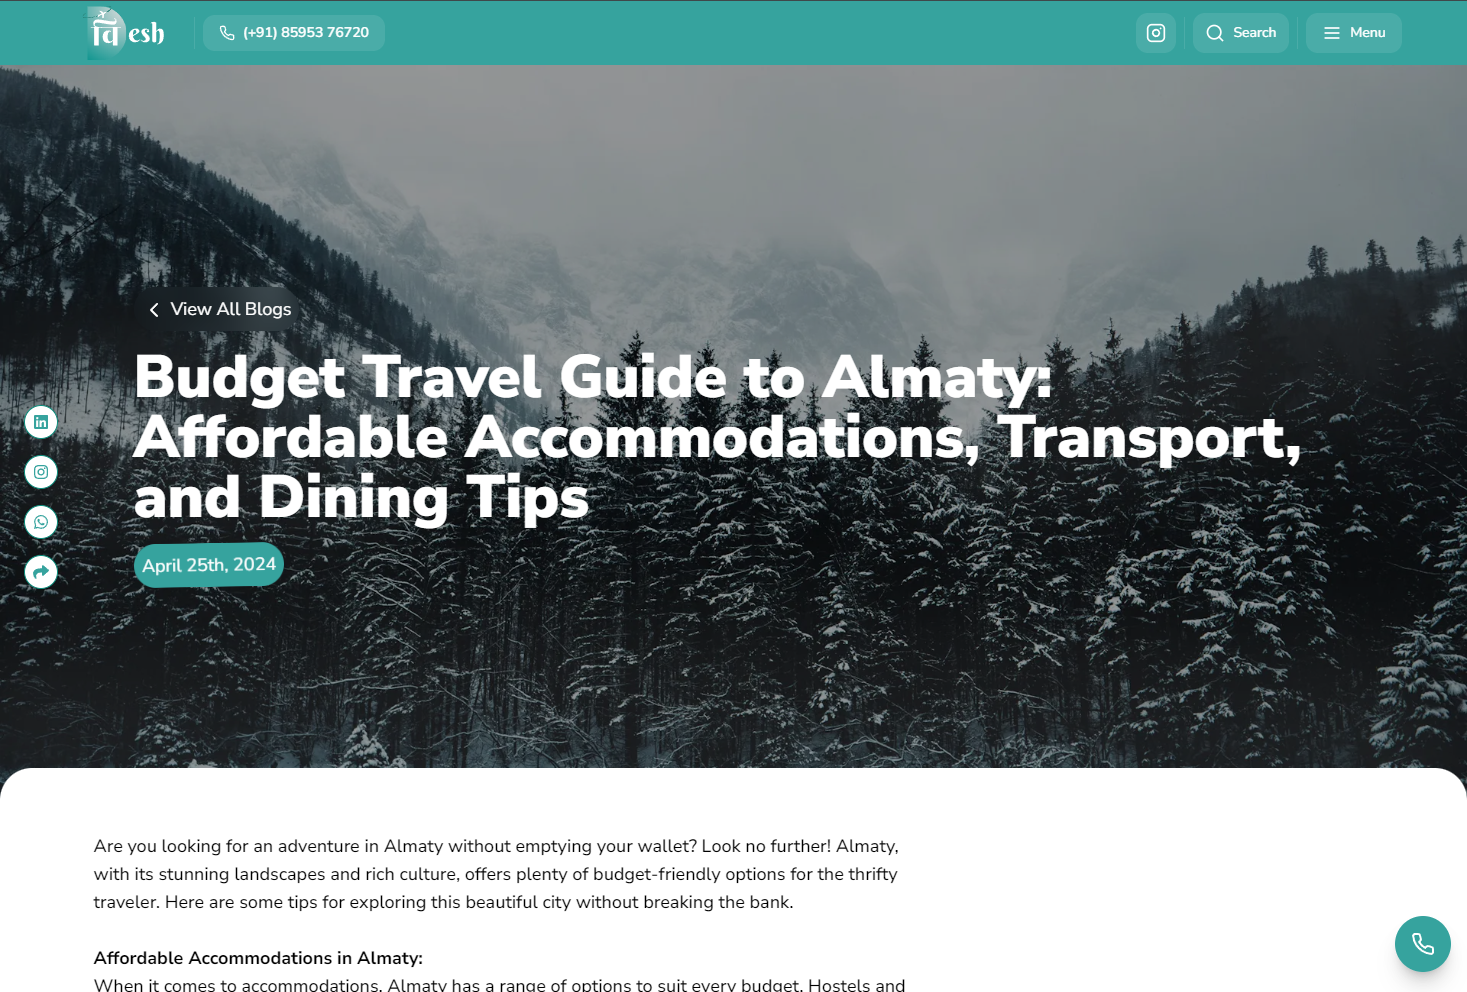 esh
(+91) 85953 76720
Search
Menu
View All Blogs
Budget Travel Guide to Almaty:
Affordable Accommodations, Transport,
and Dining Tips
April 25th, 2024
Are you looking for an adventure in Almaty without emptying your wallet? Look no further! Almaty,
with its stunning landscapes and rich culture, offers plenty of budget-friendly options for the thrifty
traveler. Here are some tips for exploring this beautiful city without breaking the bank.
Affordable Accommodations in Almaty:
When it comes to accommodations, Almaty has a range of options to suit every budget. Hostels and